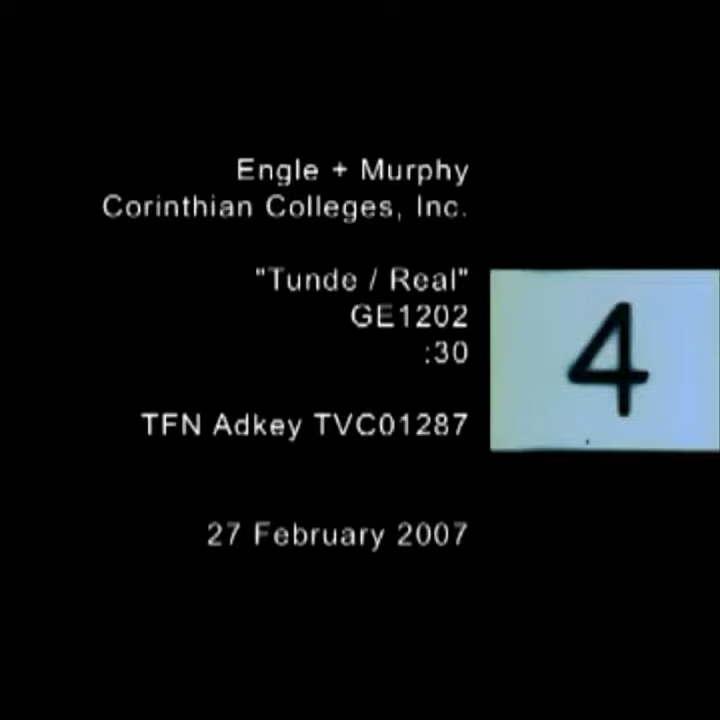 Engle + Murphy
Corinthian Colleges, Inc.
"Tunde / Real"
GE1202
:30
4
TFN Adkey TVC01287
27 February 2007